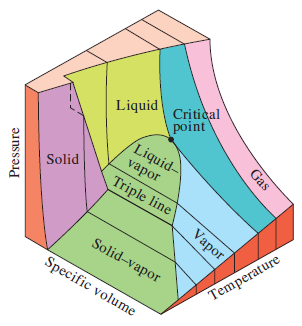 Liquid
Critical
point
Solid
Liquid–
vapor
Triple line
Gas
Vapor
Solid–vapor
Pressure
Specific volume
Temperature